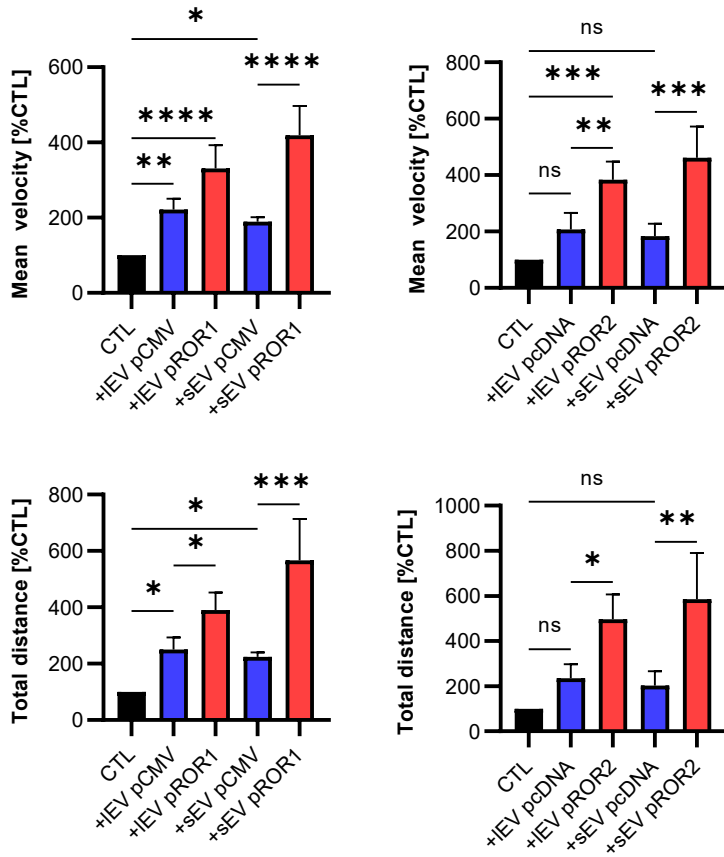 *
****
600
****
400
**
200
0
Mean velocity [%CTL]
CTL
+lEV pCMV
+lEV pROR1
+sEV pCMV
+sEV pROR1
ns
800
***
***
600
**
400
ns
200
0
Mean velocity [%CTL]
CTL
+lEV pcDNA
+lEV pROR2
+sEV pcDNA
+sEV pROR2
***
800
*
*
600
*
400
200
0
Total distance [%CTL]
CTL
+lEV pCMV
+lEV pROR1
+sEV pCMV
+sEV pROR1
ns
1000
**
800
*
600
ns
400
200
0
Total distance [%CTL]
CTL
+lEV pcDNA
+lEV pROR2
+sEV pcDNA
+sEV pROR2